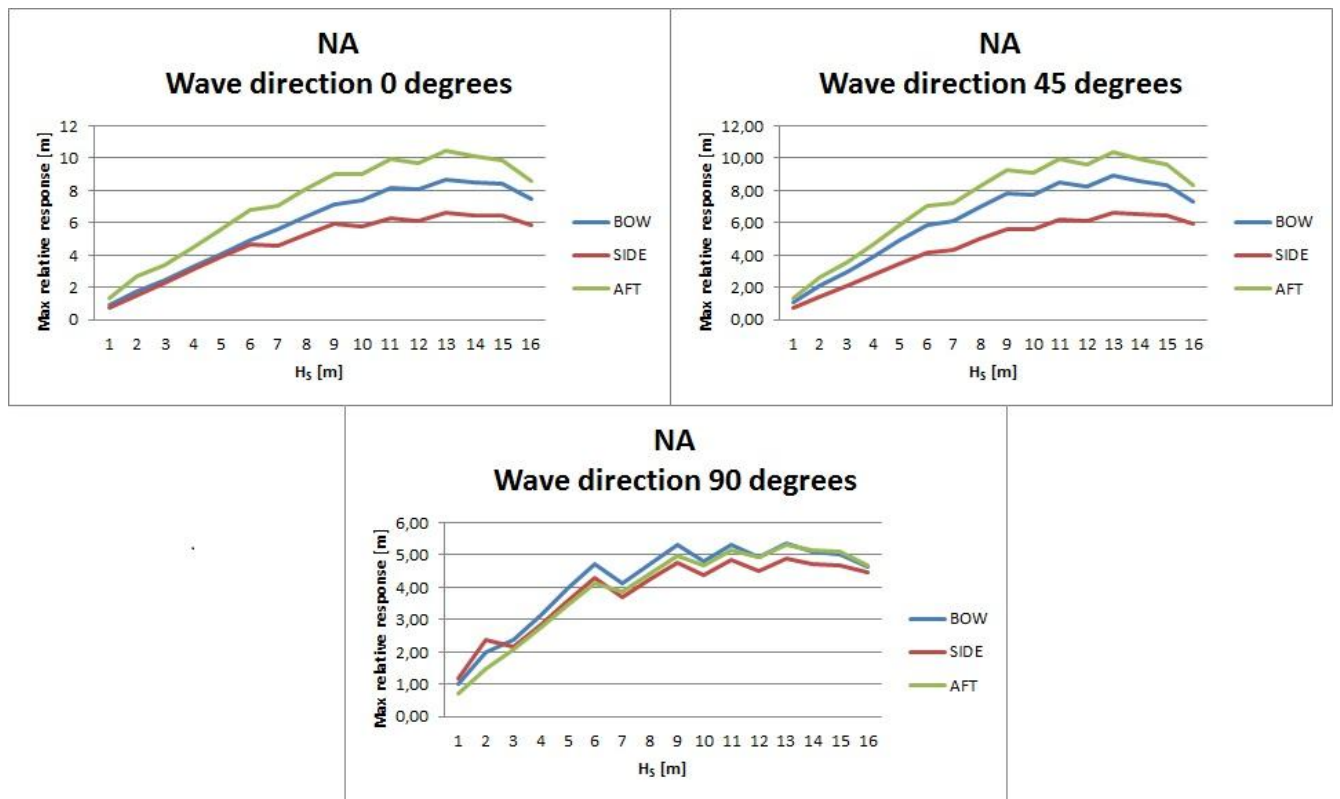 NA
Wave direction 0 degrees
Max relative response [m]
12
10
8
6
4
2
0
1 2 3 4 5 6 7 8 9 10 11 12 13 14 15 16
H_S [m]
BOW
SIDE
AFT
NA
Wave direction 45 degrees
Max relative response [m]
12,00
10,00
8,00
6,00
4,00
2,00
0,00
1 2 3 4 5 6 7 8 9 10 11 12 13 14 15 16
H_S [m]
BOW
SIDE
AFT
NA
Wave direction 90 degrees
Max relative response [m]
6,00
5,00
4,00
3,00
2,00
1,00
0,00
1 2 3 4 5 6 7 8 9 10 11 12 13 14 15 16
H_S [m]
BOW
SIDE
AFT